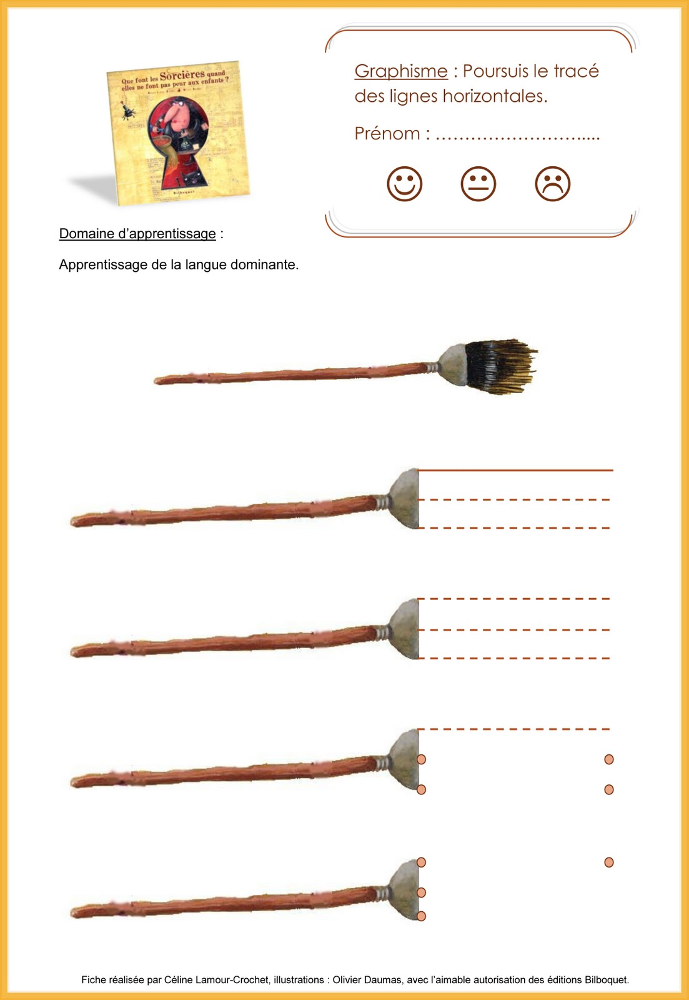 Que font les Sorcières quand
elles ne font pas peur aux enfants ?
Bilboquet
Graphisme : Poursuis le tracé
des lignes horizontales.
Prénom : ………………………....
Domaine d’apprentissage :
Apprentissage de la langue dominante.
Fiche réalisée par Céline Lamour-Crochet, illustrations : Olivier Daumas, avec l’aimable autorisation des éditions Bilboquet.